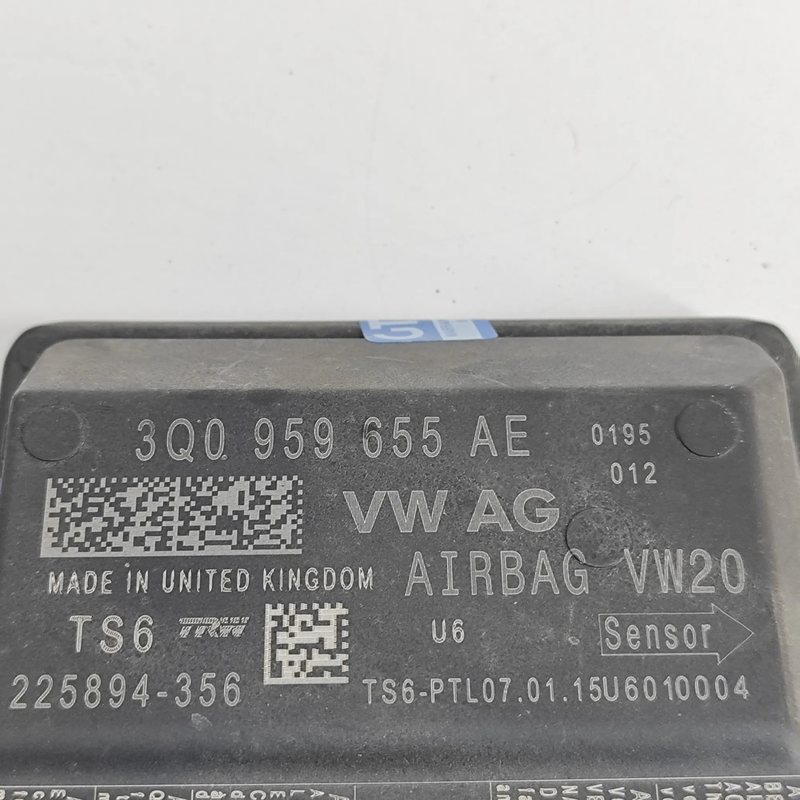 3Q0 959 655 AE 0195
012
VW AG
MADE IN UNITED KINGDOM AIRBAG VW20
TS6 TRW U6 Sensor
225894-356 TS6-PTL07.01.15U6010004